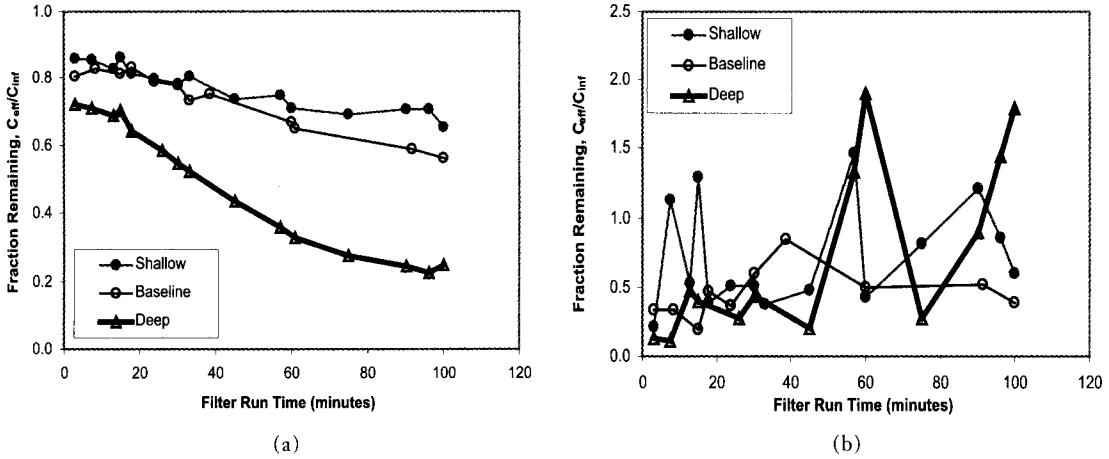 Fraction Remaining, Ceff/Cinf
1.0
0.8
0.6
0.4
0.2
0.0
Shallow
Baseline
Deep
0 20 40 60 80 100 120
Filter Run Time (minutes)
(a)
Fraction Remaining, Ceff/Cinf
2.5
2.0
1.5
1.0
0.5
0.0
Shallow
Baseline
Deep
0 20 40 60 80 100 120
Filter Run Time (minutes)
(b)